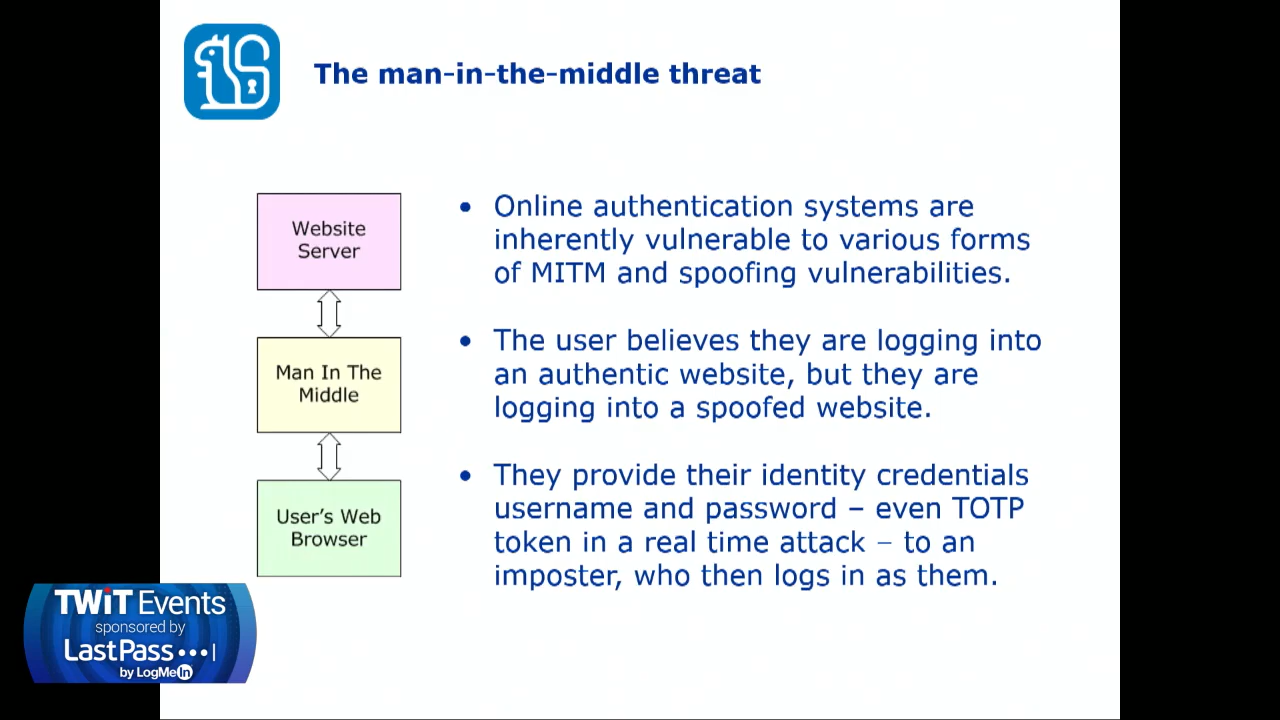 The man-in-the-middle threat
Website
Server
Man In The
Middle
User's Web
Browser
• Online authentication systems are
inherently vulnerable to various forms
of MITM and spoofing vulnerabilities.
• The user believes they are logging into
an authentic website, but they are
logging into a spoofed website.
• They provide their identity credentials
username and password – even TOTP
token in a real time attack – to an
imposter, who then logs in as them.
TWiT Events
sponsored by
LastPass •••|
by LogMeIn